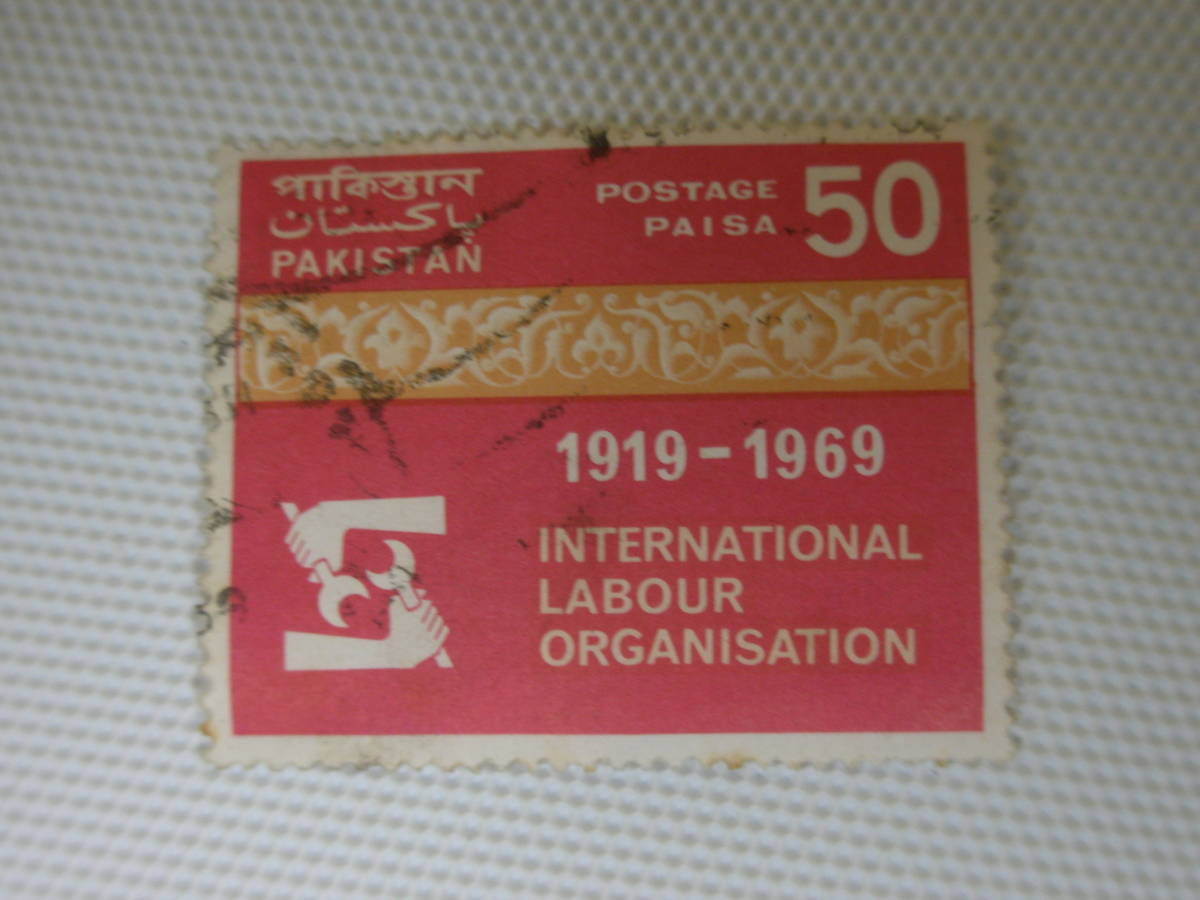 পাকিস্তান
پاکستان
PAKISTAN
POSTAGE
PAISA 50
1919-1969
INTERNATIONAL
LABOUR
ORGANISATION